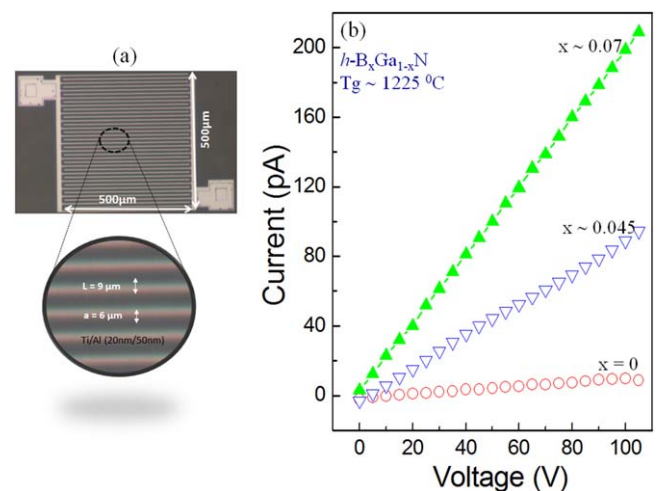 (a)
500μm
500μm
L = 9 μm
a = 6 μm
Ti/Al (20nm/50nm)
(b)
h-BₓGa₁₋ₓN
Tg ~ 1225 ⁰C
x ~ 0.07
x ~ 0.045
x = 0
Current (pA)
200
160
120
80
40
0
0 20 40 60 80 100
Voltage (V)